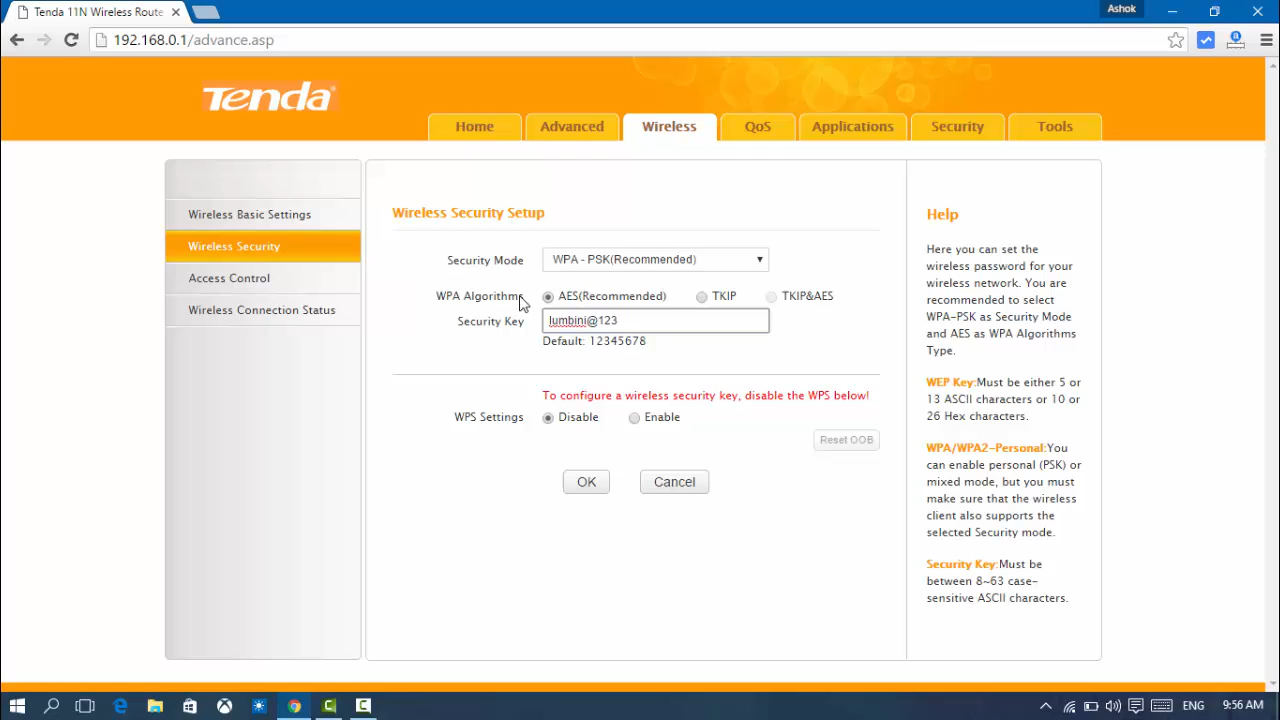 Tenda 11N Wireless Route
Ashok
192.168.0.1/advance.asp
Tenda
Home
Advanced
Wireless
QoS
Applications
Security
Tools
Wireless Basic Settings
Wireless Security
Access Control
Wireless Connection Status
Wireless Security Setup
Security Mode WPA - PSK(Recommended)
WPA Algorithms AES(Recommended) TKIP TKIP&AES
Security Key lumbini@123
Default: 12345678
To configure a wireless security key, disable the WPS below!
WPS Settings Disable Enable
Reset OOB
OK Cancel
Help
Here you can set the
wireless password for your
wireless network. You are
recommended to select
WPA-PSK as Security Mode
and AES as WPA Algorithms
Type.
WEP Key:Must be either 5 or
13 ASCII characters or 10 or
26 Hex characters.
WPA/WPA2-Personal:You
can enable personal (PSK) or
mixed mode, but you must
make sure that the wireless
client also supports the
selected Security mode.
Security Key:Must be
between 8~63 case-
sensitive ASCII characters.
ENG
9:56 AM